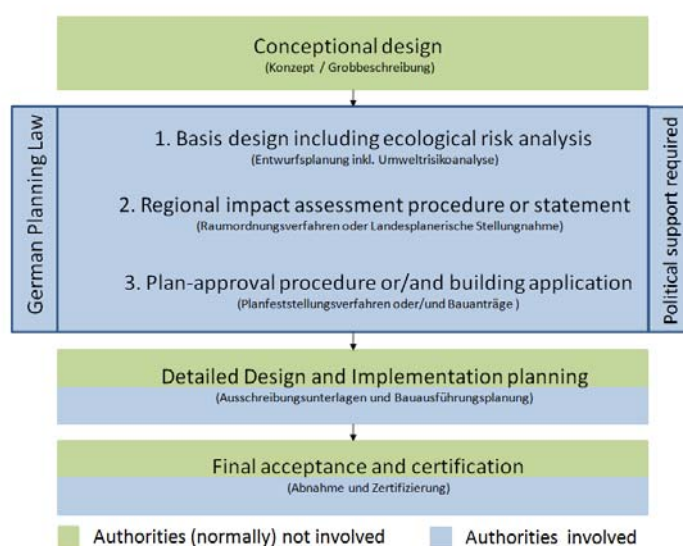 Conceptional design
(Konzept / Grobbeschreibung)
German Planning Law
1. Basis design including ecological risk analysis
(Entwurfsplanung inkl. Umweltrisikoanalyse)
2. Regional impact assessment procedure or statement
(Raumordnungsverfahren oder Landesplanerische Stellungnahme)
3. Plan-approval procedure or/and building application
(Planfeststellungsverfahren oder/und Bauanträge )
Political support required
Detailed Design and Implementation planning
(Ausschreibungsunterlagen und Bauausführungsplanung)
Final acceptance and certification
(Abnahme und Zertifizierung)
Authorities (normally) not involved
Authorities involved